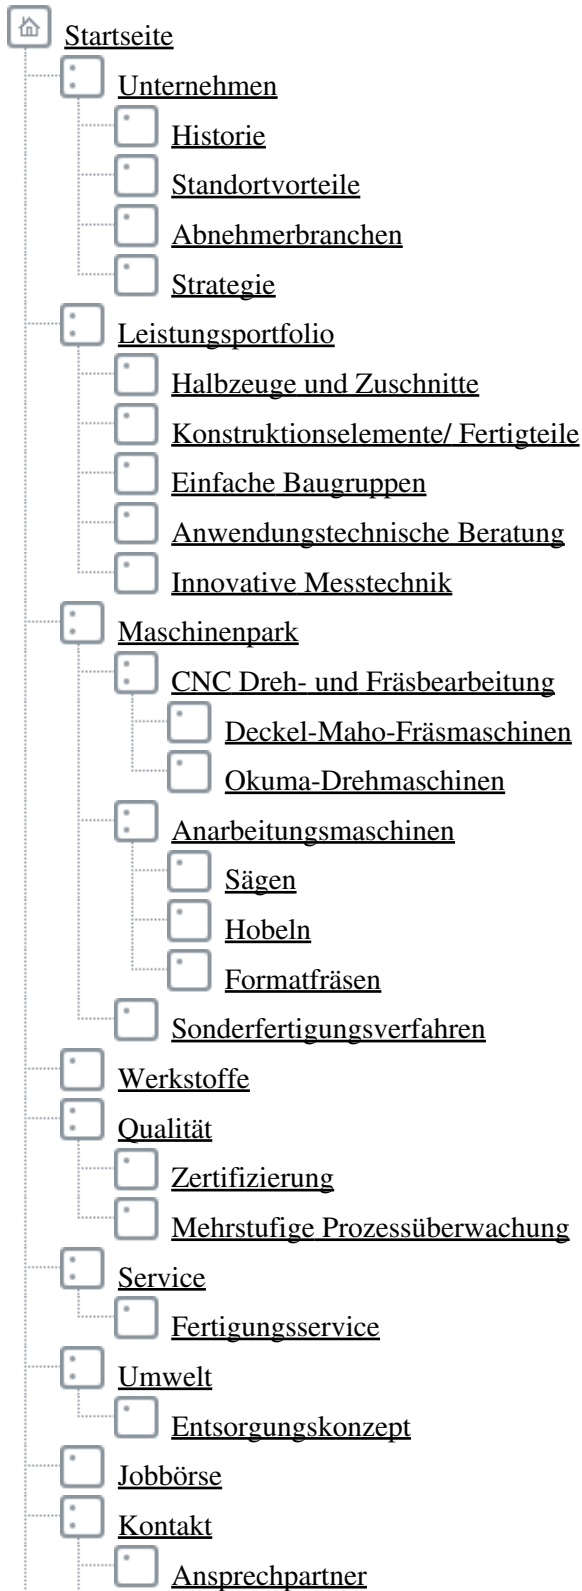 Startseite
Unternehmen
Historie
Standortvorteile
Abnehmerbranchen
Strategie
Leistungsportfolio
Halbzeuge und Zuschnitte
Konstruktionselemente/ Fertigteile
Einfache Baugruppen
Anwendungstechnische Beratung
Innovative Messtechnik
Maschinenpark
CNC Dreh- und Fräsbearbeitung
Deckel-Maho-Fräsmaschinen
Okuma-Drehmaschinen
Anarbeitungsmaschinen
Sägen
Hobeln
Formatfräsen
Sonderfertigungsverfahren
Werkstoffe
Qualität
Zertifizierung
Mehrstufige Prozessüberwachung
Service
Fertigungsservice
Umwelt
Entsorgungskonzept
Jobbörse
Kontakt
Ansprechpartner